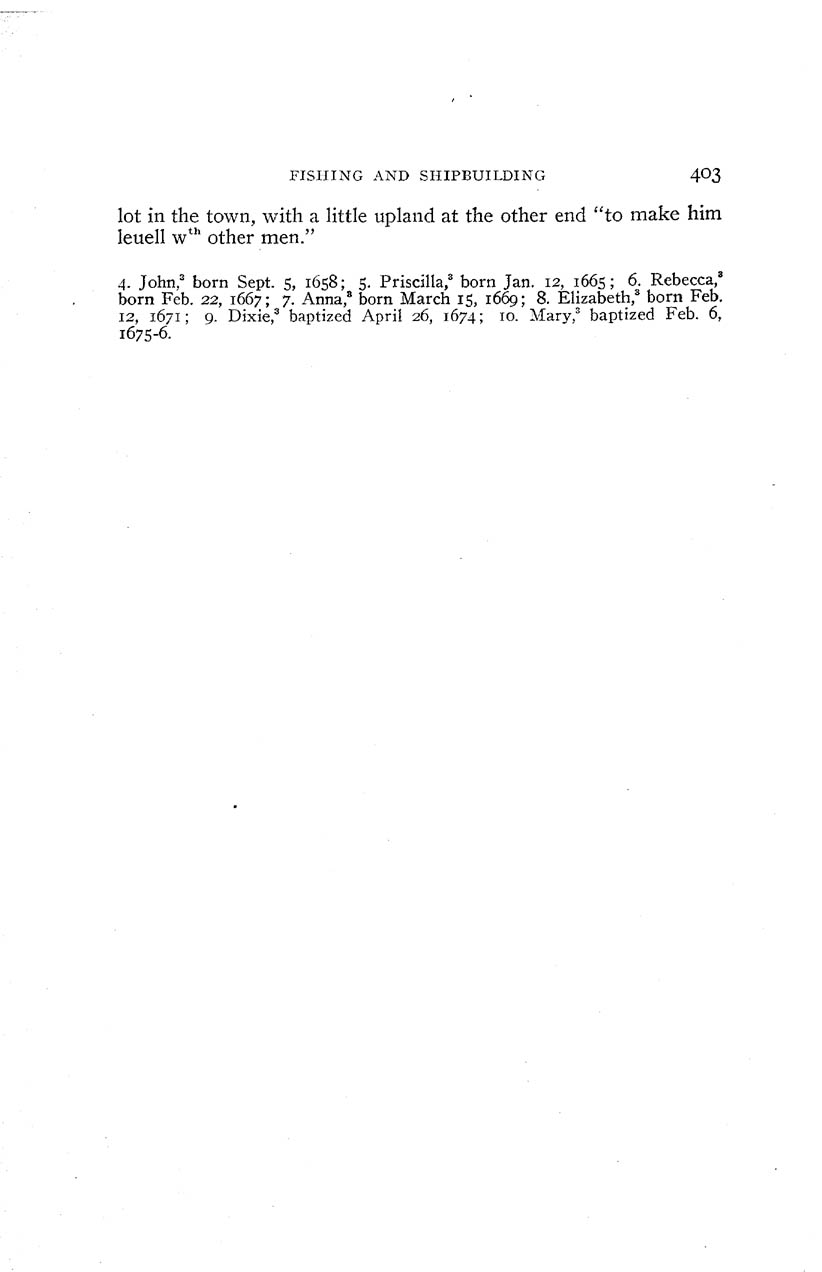 FISHING AND SHIPBUILDING 403
lot in the town, with a little upland at the other end “to make him
leuell wᵗʰ other men.”
4. John,³ born Sept. 5, 1658; 5. Priscilla,³ born Jan. 12, 1665; 6. Rebecca,³
born Feb. 22, 1667; 7. Anna,³ born March 15, 1669; 8. Elizabeth,³ born Feb.
12, 1671; 9. Dixie,³ baptized April 26, 1674; 10. Mary,³ baptized Feb. 6,
1675-6.